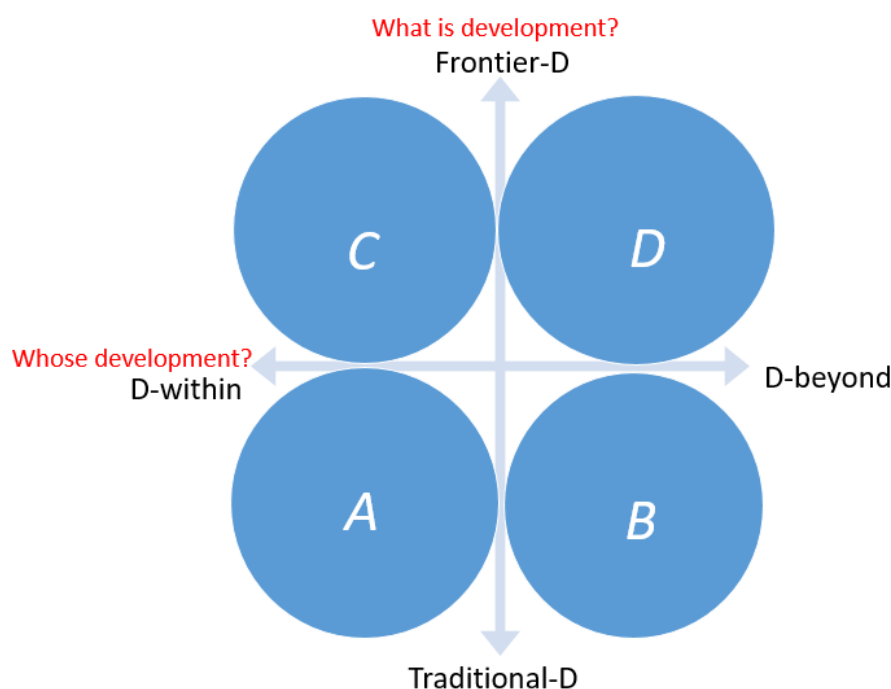 What is development?
Frontier-D
C
D
Whose development?
D-within
D-beyond
A
B
Traditional-D